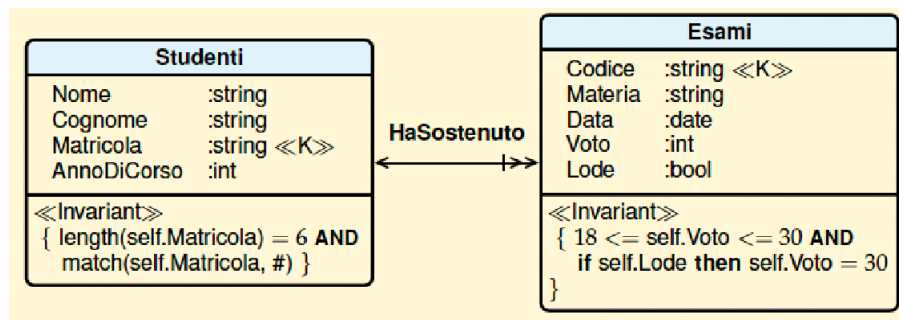 Studenti
Nome :string
Cognome :string
Matricola :string ≪K≫
AnnoDiCorso :int
≪Invariant≫
{ length(self.Matricola) = 6 AND
match(self.Matricola, #) }
HaSostenuto
Esami
Codice :string ≪K≫
Materia :string
Data :date
Voto :int
Lode :bool
≪Invariant≫
{ 18 <= self.Voto <= 30 AND
if self.Lode then self.Voto = 30
}